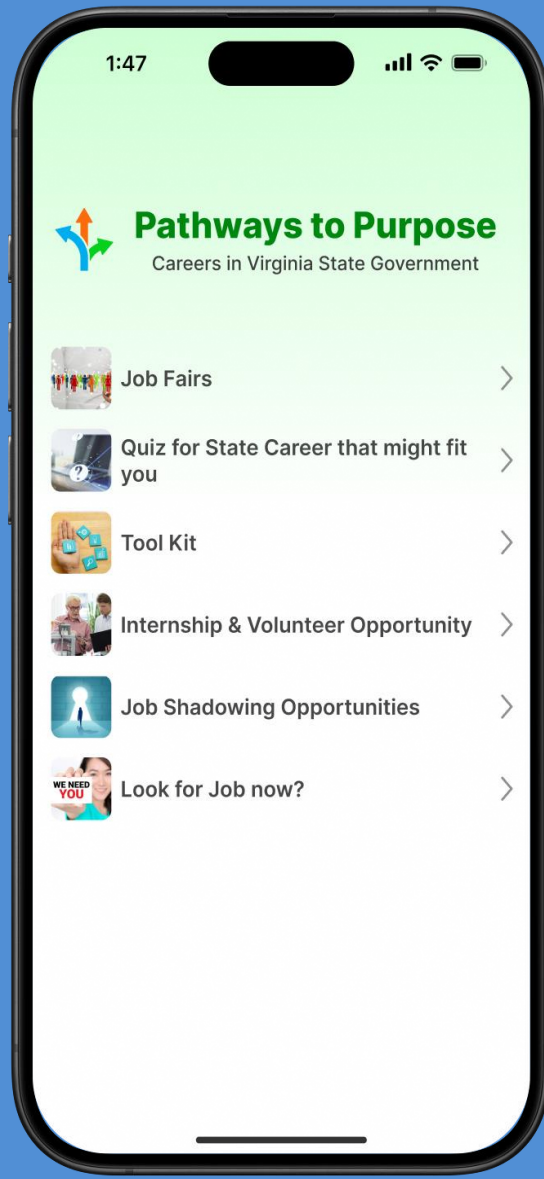 1:47
Pathways to Purpose
Careers in Virginia State Government
Job Fairs
Quiz for State Career that might fit
you
?
Tool Kit
Internship & Volunteer Opportunity
Job Shadowing Opportunities
WE NEED
YOU
Look for Job now?